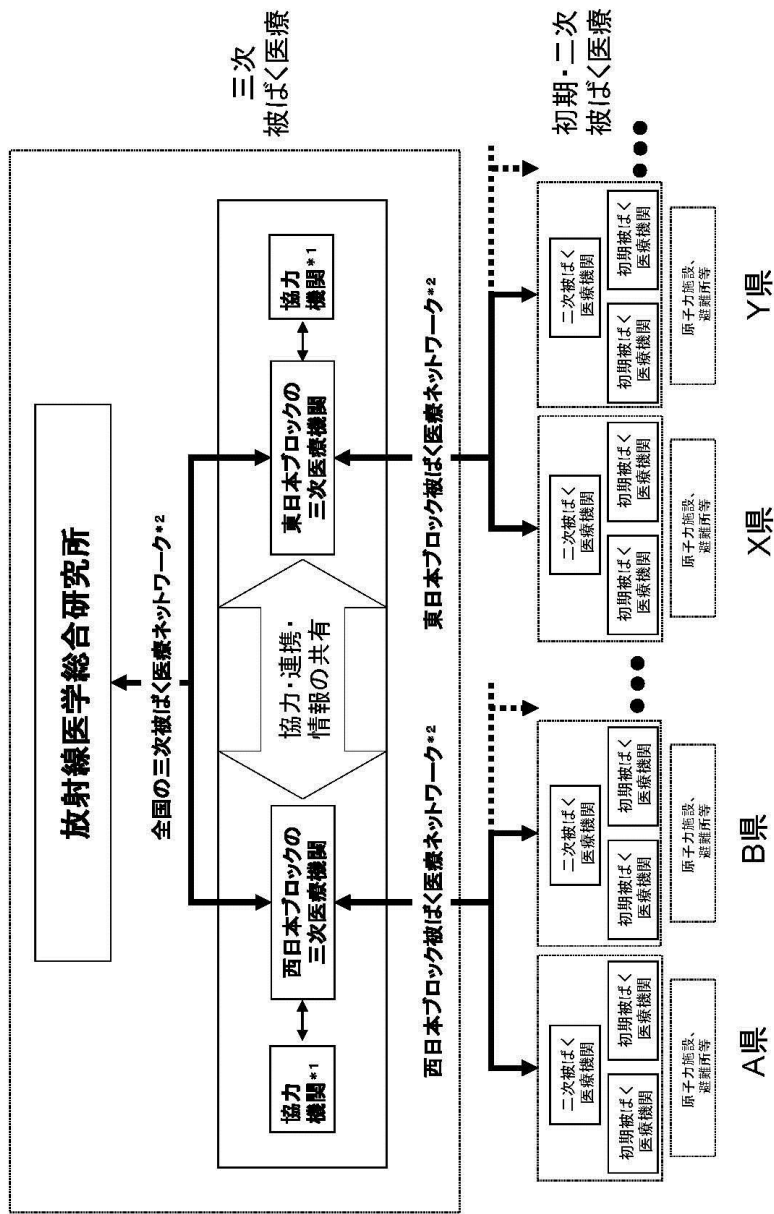 放射線医学総合研究所
全国の三次被ばく医療ネットワーク*2
三次
被ばく医療
協力
機関*1
西日本ブロックの
三次医療機関
協力・連携・
情報の共有
東日本ブロックの
三次医療機関
協力
機関*1
西日本ブロック被ばく医療ネットワーク*2
東日本ブロック被ばく医療ネットワーク*2
初期・二次
被ばく医療
二次被ばく
医療機関
初期被ばく
医療機関
初期被ばく
医療機関
原子力施設、
避難所等
A県
二次被ばく
医療機関
初期被ばく
医療機関
初期被ばく
医療機関
原子力施設、
避難所等
B県
●●●
二次被ばく
医療機関
初期被ばく
医療機関
初期被ばく
医療機関
原子力施設、
避難所等
X県
二次被ばく
医療機関
初期被ばく
医療機関
初期被ばく
医療機関
原子力施設、
避難所等
Y県
●●●